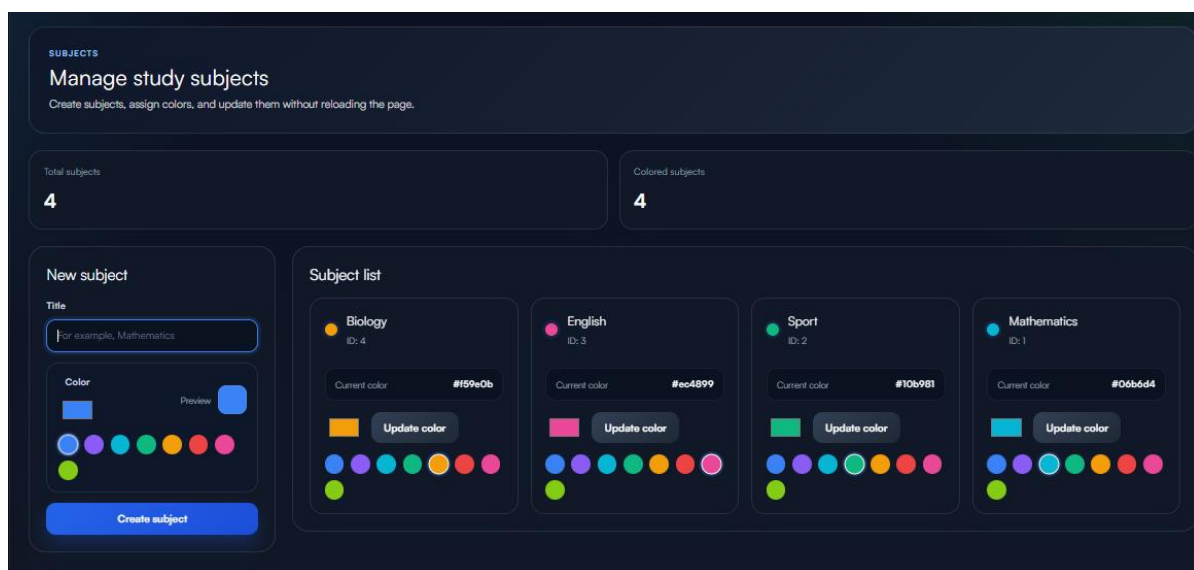 SUBJECTS
Manage study subjects
Create subjects, assign colors, and update them without reloading the page.
Total subjects
4
Colored subjects
4
New subject
Title
For example, Mathematics
Color
Preview
Create subject
Subject list
Biology
ID: 4
Current color #f59e0b
Update color
English
ID: 3
Current color #ec4899
Update color
Sport
ID: 2
Current color #10b981
Update color
Mathematics
ID: 1
Current color #06b6d4
Update color